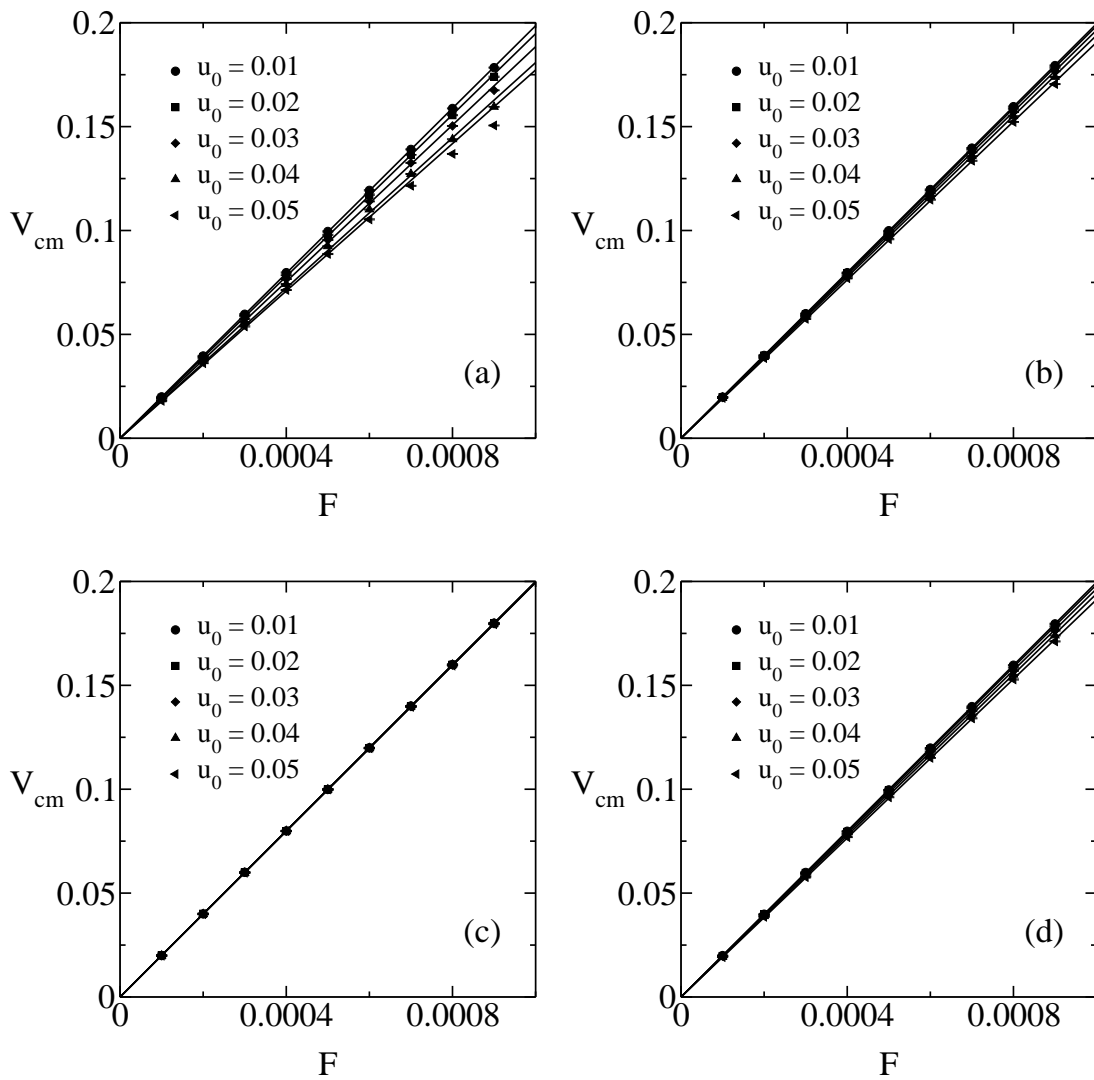 0.2
u0 = 0.01
u0 = 0.02
0.15
u0 = 0.03
u0 = 0.04
u0 = 0.05
Vcm
0.1
0.05
(a)
0
0 0.0004 0.0008
F
0.2
u0 = 0.01
u0 = 0.02
0.15
u0 = 0.03
u0 = 0.04
u0 = 0.05
Vcm
0.1
0.05
(b)
0
0 0.0004 0.0008
F
0.2
u0 = 0.01
u0 = 0.02
0.15
u0 = 0.03
u0 = 0.04
u0 = 0.05
Vcm
0.1
0.05
(c)
0
0 0.0004 0.0008
F
0.2
u0 = 0.01
u0 = 0.02
0.15
u0 = 0.03
u0 = 0.04
u0 = 0.05
Vcm
0.1
0.05
(d)
0
0 0.0004 0.0008
F